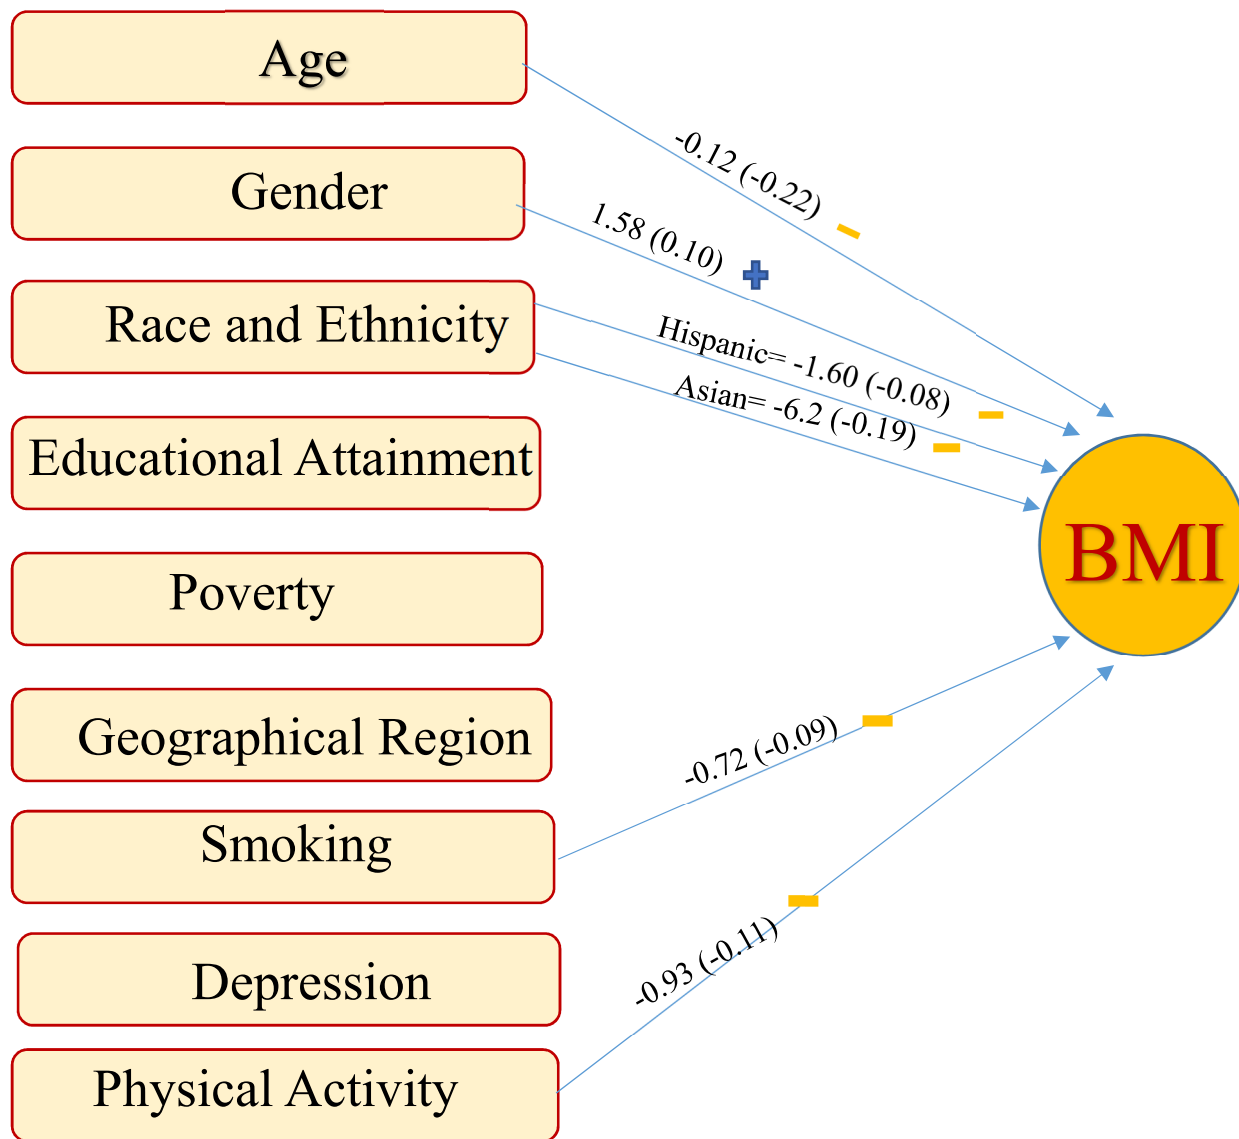 Age
-0.12 (-0.22)
Gender
1.58 (0.10)
Race and Ethnicity
Hispanic= -1.60 (-0.08)
Asian= -6.2 (-0.19)
Educational Attainment
BMI
Poverty
Geographical Region
-0.72 (-0.09)
Smoking
Depression
-0.93 (-0.11)
Physical Activity